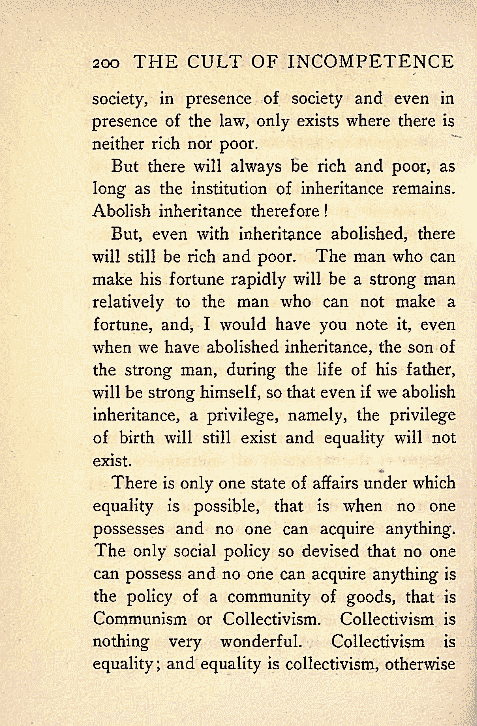 200 THE CULT OF INCOMPETENCE
society, in presence of society and even in
presence of the law, only exists where there is
neither rich nor poor.
But there will always be rich and poor, as
long as the institution of inheritance remains.
Abolish inheritance therefore !
But, even with inheritance abolished, there
will still be rich and poor. The man who can
make his fortune rapidly will be a strong man
relatively to the man who can not make a
fortune, and, I would have you note it, even
when we have abolished inheritance, the son of
the strong man, during the life of his father,
will be strong himself, so that even if we abolish
inheritance, a privilege, namely, the privilege
of birth will still exist and equality will not
exist.
There is only one state of affairs under which
equality is possible, that is when no one
possesses and no one can acquire anything.
The only social policy so devised that no one
can possess and no one can acquire anything is
the policy of a community of goods, that is
Communism or Collectivism. Collectivism is
nothing very wonderful. Collectivism is
equality ; and equality is collectivism, otherwise